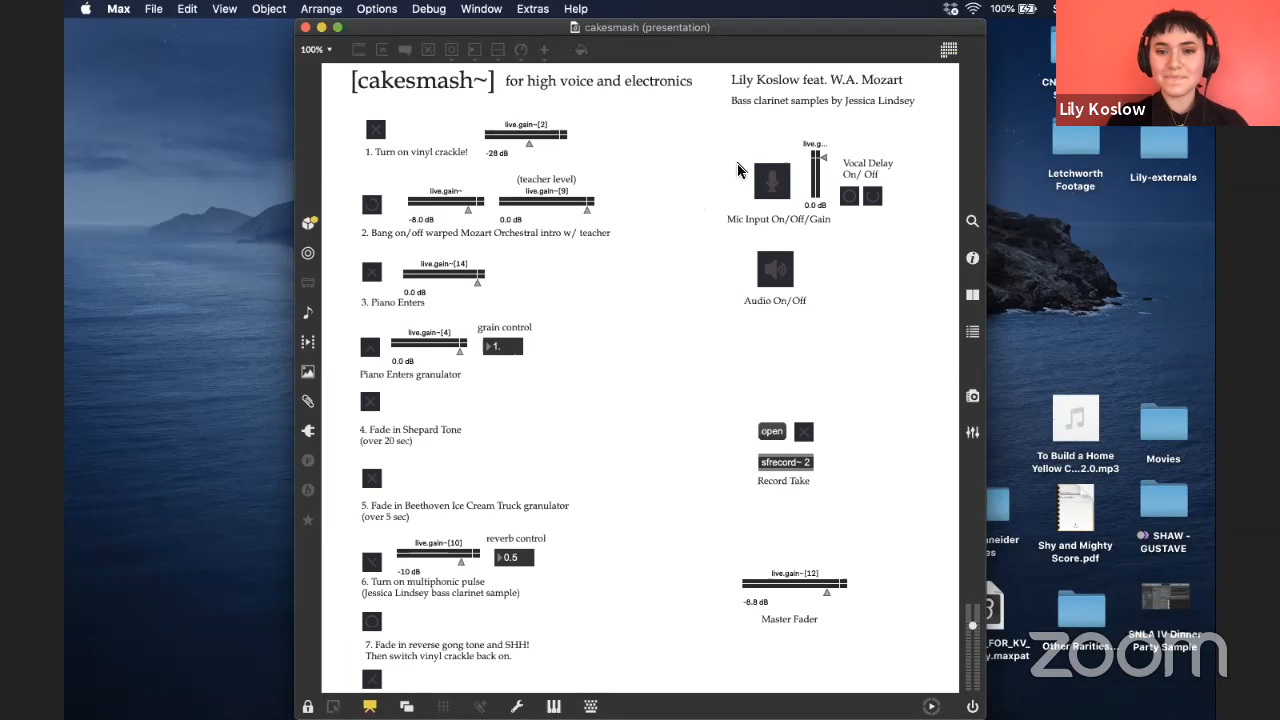 Max File Edit View Object Arrange Options Debug Window Extras Help 100%
cakesmash (presentation)
100%
Lily Koslow
[cakesmash~] for high voice and electronics
Lily Koslow feat. W.A. Mozart
Bass clarinet samples by Jessica Lindsey
live.gain~[2]
-28 dB
1. Turn on vinyl crackle!
(teacher level)
live.gain~
live.gain~[9]
-8.0 dB
0.0 dB
2. Bang on/off warped Mozart Orchestral intro w/ teacher
live.gain~[14]
0.0 dB
3. Piano Enters
grain control
live.gain~[4]
1.
0.0 dB
Piano Enters granulator
4. Fade in Shepard Tone
(over 20 sec)
5. Fade in Beethoven Ice Cream Truck granulator
(over 5 sec)
reverb control
live.gain~[10]
0.5
-10 dB
6. Turn on multiphonic pulse
(Jessica Lindsey bass clarinet sample)
7. Fade in reverse gong tone and SHH!
Then switch vinyl crackle back on.
live.g...
Vocal Delay
On/ Off
0.0 dB
Mic Input On/Off/Gain
Audio On/Off
open
sfrecord~ 2
Record Take
live.gain~[12]
-8.8 dB
Master Fader
CN
Letchworth
Footage
Lily-externals
To Build a Home
Yellow C...2.0.mp3
Movies
Shy and Mighty
Score.pdf
SHAW -
GUSTAVE
neider
es
_FOR_KV_
y.maxpat
Other Rarities...
SNLA IV Dinner
Party Sample
zoom